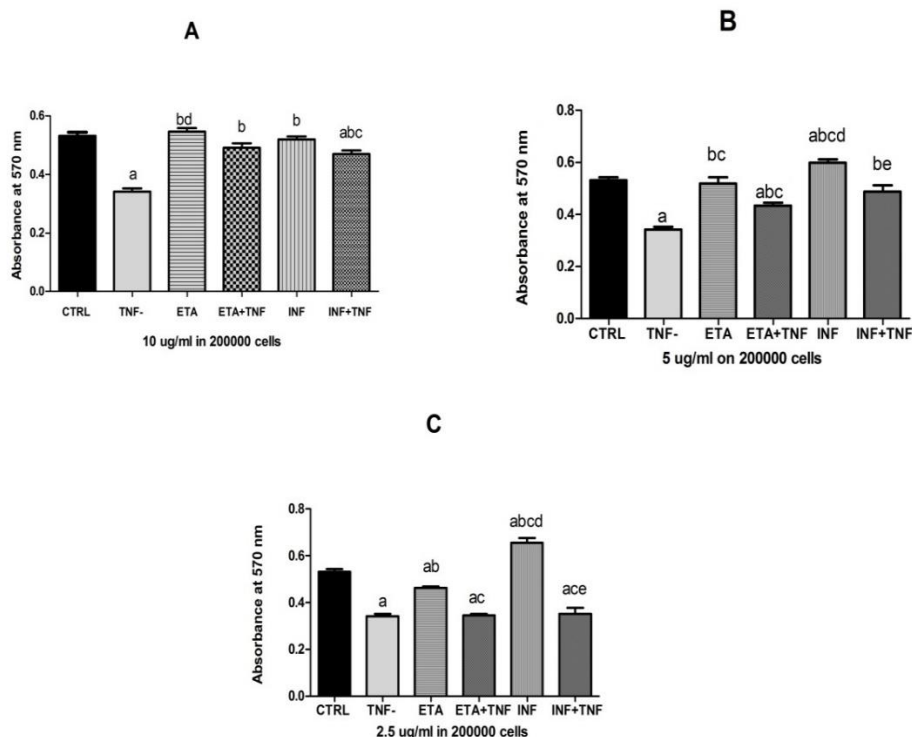 A
Absorbance at 570 nm
0.6
0.4
0.2
0.0
a
bd
b
b
abc
CTRL TNF- ETA ETA+TNF INF INF+TNF
10 ug/ml in 200000 cells
B
Absorbance at 570 nm
0.8
0.6
0.4
0.2
0.0
a
bc
abc
abcd
be
CTRL TNF- ETA ETA+TNF INF INF+TNF
5 ug/ml on 200000 cells
C
Absorbance at 570 nm
0.8
0.6
0.4
0.2
0.0
a
ab
ac
abcd
ace
CTRL TNF- ETA ETA+TNF INF INF+TNF
2.5 ug/ml in 200000 cells